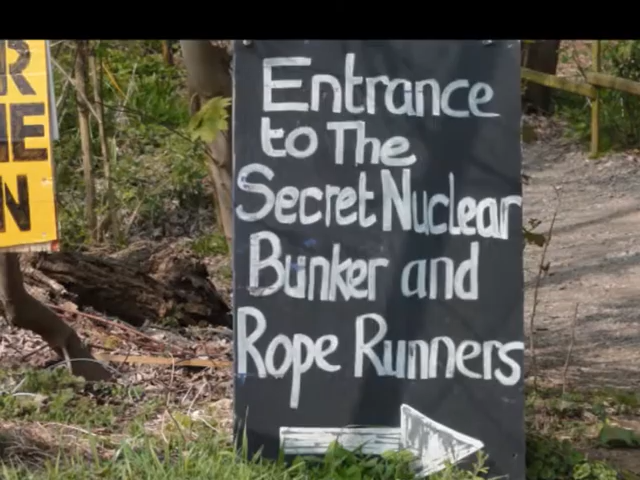 Entrance
to The
Secret Nuclear
Bunker and
Rope Runners